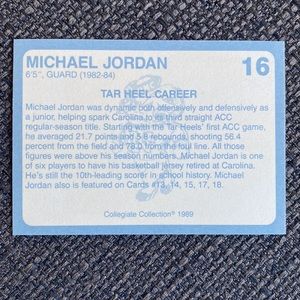 MICHAEL JORDAN
16
6'5", GUARD (1982-84)
TAR HEEL CAREER
Michael Jordan was dynamic both offensively and defensively as
a junior, helping spark Carolina to its third straight ACC
regular-season title. Starting with the Tar Heels' first ACC game,
he averaged 21.7 points and 5.8 rebounds, shooting 56.4
percent from the field and 78.0 from the foul line. All those
figures were above his season numbers. Michael Jordan is one
of six players to have his basketball jersey retired at Carolina.
He's still the 10th-leading scorer in school history. Michael
Jordan also is featured on Cards #13, 14, 15, 17, 18.
Collegiate Collection® 1989